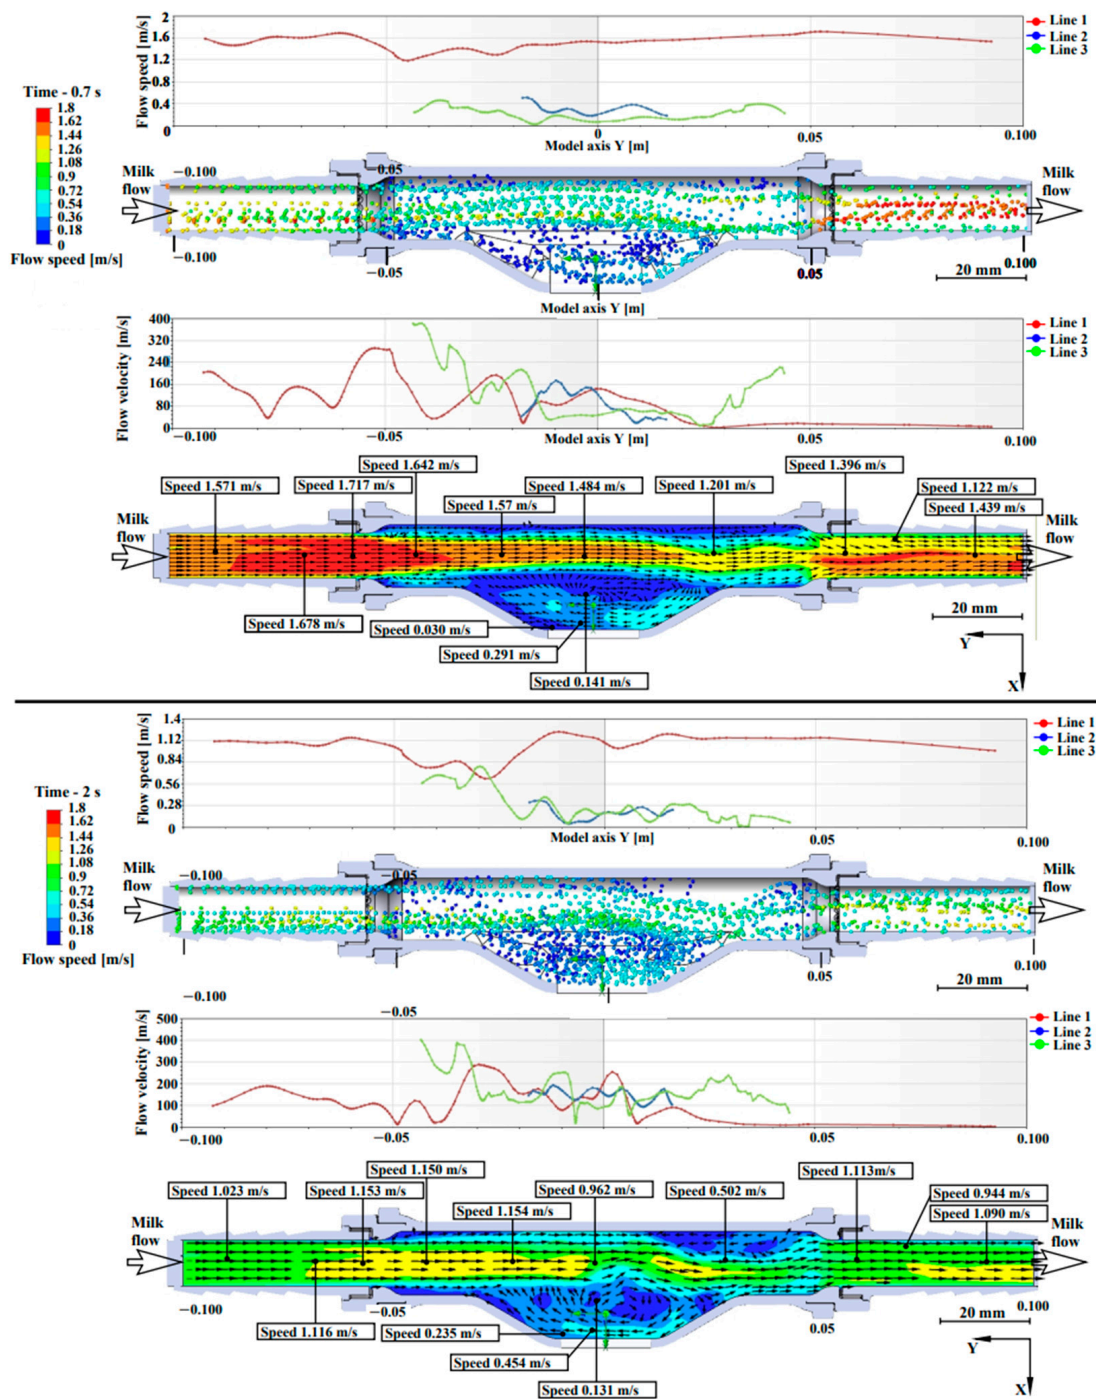 Flow speed [m/s]
2
1.6
1.2
0.8
0.4
0
0
0.05
0.100
Model axis Y [m]
Line 1
Line 2
Line 3
Time - 0.7 s
1.8
1.62
1.44
1.26
1.08
0.9
0.72
0.54
0.36
0.18
0
Flow speed [m/s]
Milk flow
−0.100
−0.05
Milk flow
−0.100
−0.05
0.05
0.100
20 mm
Model axis Y [m]
Flow velocity [m/s]
400
320
240
160
80
0
−0.100
−0.05
Model axis Y [m]
0.05
0.100
Line 1
Line 2
Line 3
Speed 1.642 m/s
Speed 1.396 m/s
Speed 1.571 m/s
Speed 1.717 m/s
Speed 1.57 m/s
Speed 1.484 m/s
Speed 1.201 m/s
Speed 1.122 m/s
Speed 1.439 m/s
Milk flow
Milk flow
Speed 1.678 m/s
Speed 0.030 m/s
Speed 0.291 m/s
Speed 0.141 m/s
20 mm
Y
X
Flow speed [m/s]
1.4
1.12
0.84
0.56
0.28
0
Model axis Y [m]
0.05
0.100
Line 1
Line 2
Line 3
Time - 2 s
1.8
1.62
1.44
1.26
1.08
0.9
0.72
0.54
0.36
0.18
0
Flow speed [m/s]
Milk flow
−0.100
−0.05
Milk flow
−0.100
−0.05
0.05
0.100
20 mm
Flow velocity [m/s]
500
400
300
200
100
0
−0.100
−0.05
0.05
0.100
Line 1
Line 2
Line 3
Speed 1.150 m/s
Speed 1.113m/s
Speed 1.023 m/s
Speed 1.153 m/s
Speed 1.154 m/s
Speed 0.962 m/s
Speed 0.502 m/s
Speed 0.944 m/s
Speed 1.090 m/s
Milk flow
Milk flow
−0.100
−0.05
0.05
0.100
20 mm
Speed 1.116 m/s
Speed 0.235 m/s
Speed 0.454 m/s
Speed 0.131 m/s
Y
X